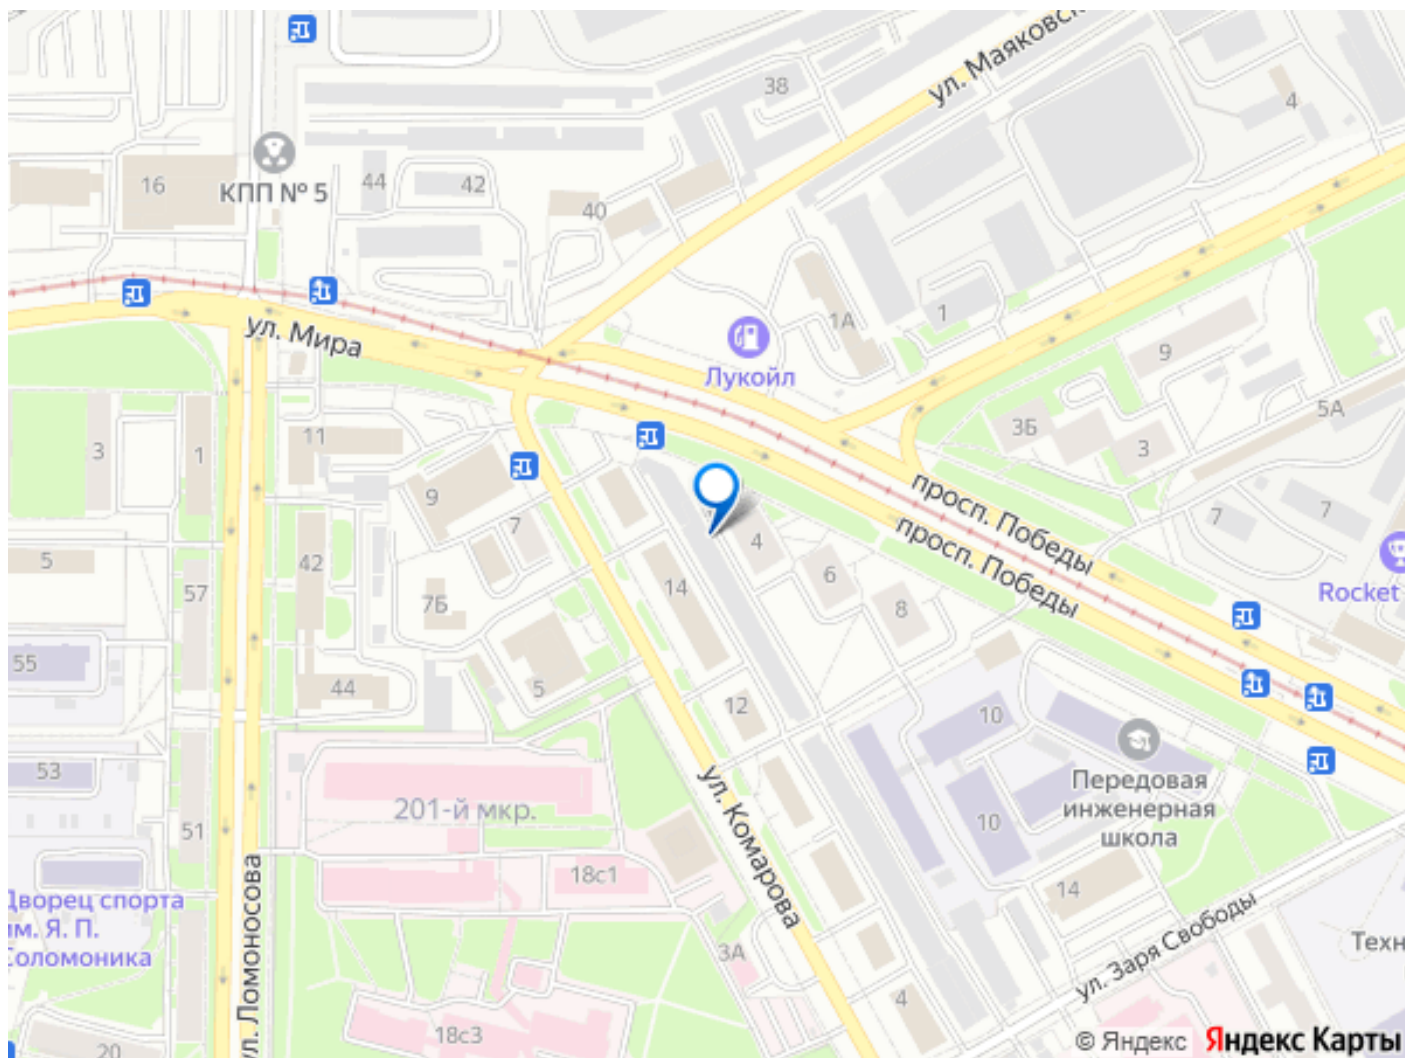 ул. Маяковск
38
4
КПП № 5
16
44
42
40
ул. Мира
1А
1
Лукойл
9
5А
3Б
3
11
3
1
9
7
просп. Победы
просп. Победы
7
7
Rocket
4
6
8
42
5
57
7Б
14
55
44
5
12
10
Передовая
инженерная
школа
53
201-й мкр.
ул. Комарова
10
51
18с1
14
Дворец спорта
им. Я. П.
Соломоника
ул. Ломоносова
3А
ул. Заря Свободы
Техн
4
18с3
20
© Яндекс
Яндекс Карты